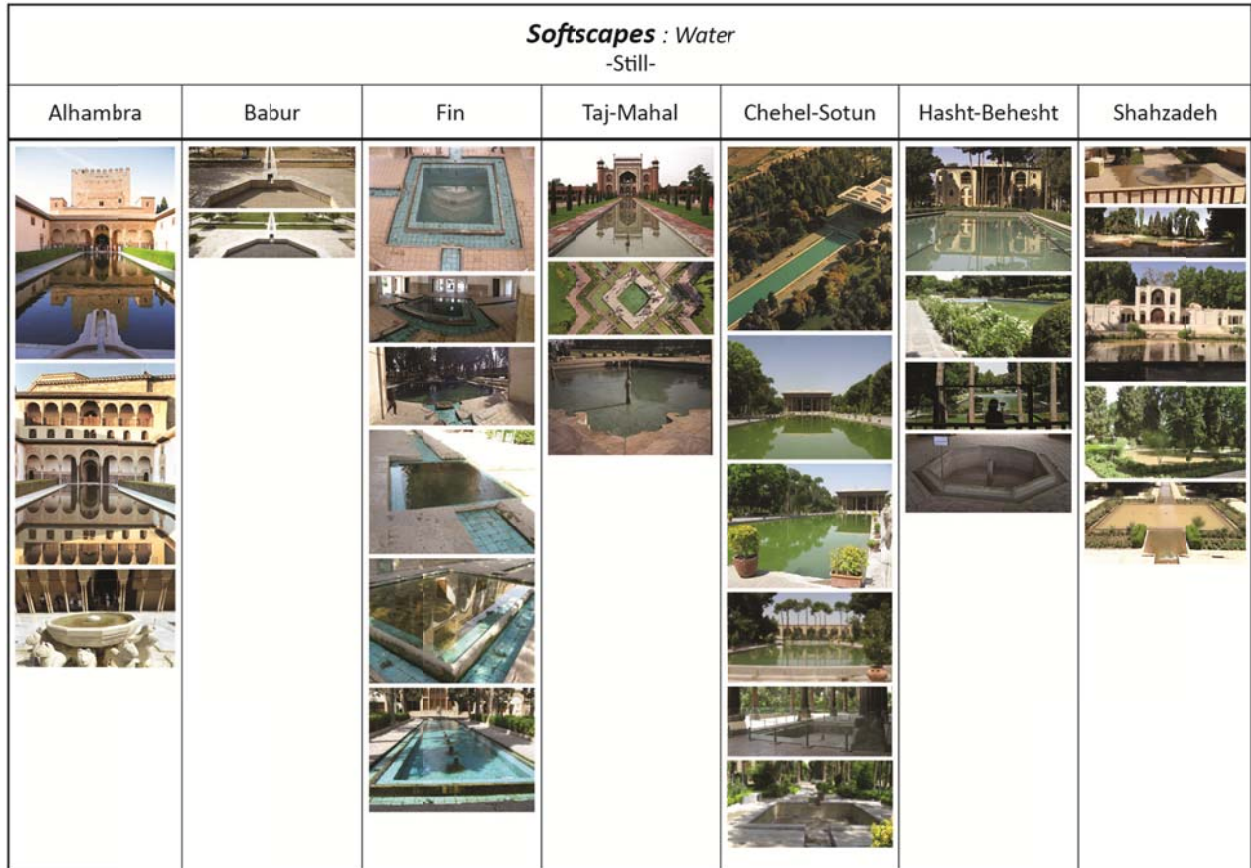 Softscapes : Water
-Still-
Alhambra
Babur
Fin
Taj-Mahal
Chehel-Sotun
Hasht-Behesht
Shahzadeh